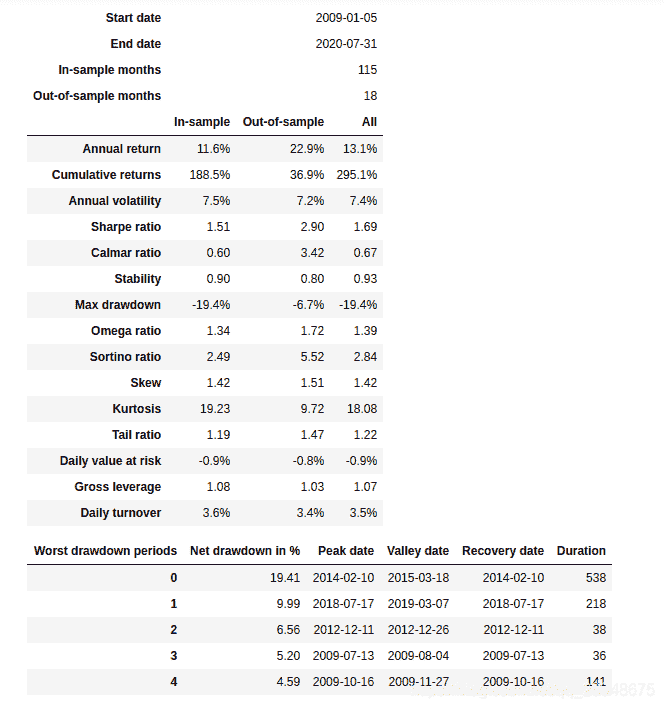 Start date 2009-01-05
End date 2020-07-31
In-sample months 115
Out-of-sample months 18
In-sample Out-of-sample All
Annual return 11.6% 22.9% 13.1%
Cumulative returns 188.5% 36.9% 295.1%
Annual volatility 7.5% 7.2% 7.4%
Sharpe ratio 1.51 2.90 1.69
Calmar ratio 0.60 3.42 0.67
Stability 0.90 0.80 0.93
Max drawdown -19.4% -6.7% -19.4%
Omega ratio 1.34 1.72 1.39
Sortino ratio 2.49 5.52 2.84
Skew 1.42 1.51 1.42
Kurtosis 19.23 9.72 18.08
Tail ratio 1.19 1.47 1.22
Daily value at risk -0.9% -0.8% -0.9%
Gross leverage 1.08 1.03 1.07
Daily turnover 3.6% 3.4% 3.5%
Worst drawdown periods Net drawdown in % Peak date Valley date Recovery date Duration
0 19.41 2014-02-10 2015-03-18 2014-02-10 538
1 9.99 2018-07-17 2019-03-07 2018-07-17 218
2 6.56 2012-12-11 2012-12-26 2012-12-11 38
3 5.20 2009-07-13 2009-08-04 2009-07-13 36
4 4.59 2009-10-16 2009-11-27 2009-10-16 141